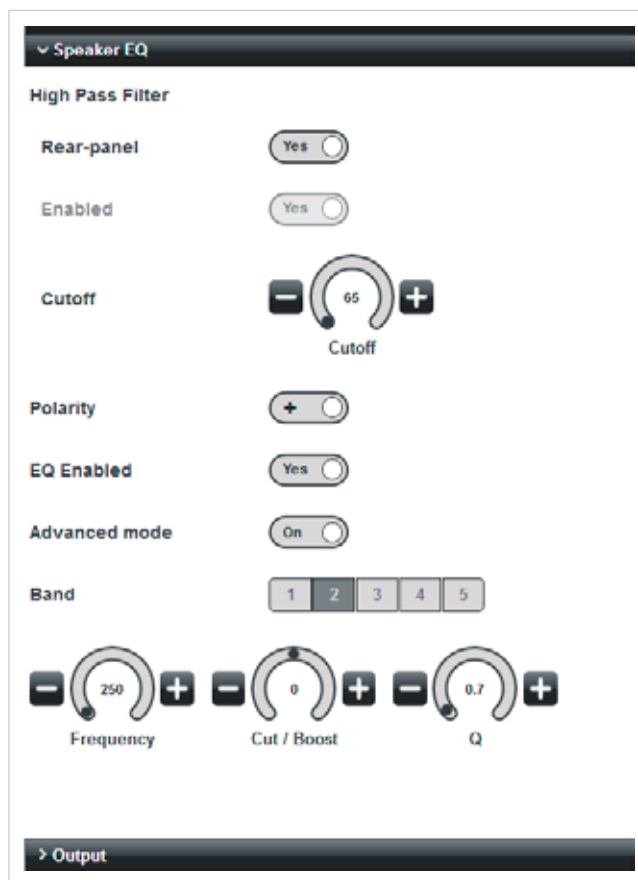 Speaker EQ
High Pass Filter
Rear-panel Yes
Enabled Yes
Cutoff 65
Cutoff
Polarity +
EQ Enabled Yes
Advanced mode On
Band 1 2 3 4 5
250 0 0.7
Frequency Cut / Boost Q
Output